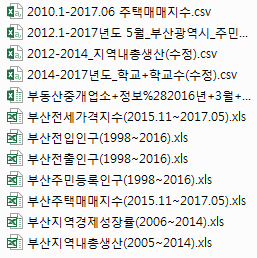 2010.1-2017.06 주택매매지수.csv
2012.1-2017년도 5월_부산광역시_주민...
2012-2014_지역내총생산(수정).csv
2014-2017년도_학교+학교수(수정).csv
부동산중개업소+정보%282016년+3월+...
부산전세가격지수(2015.11~2017.05).xls
부산전입인구(1998~2016).xls
부산전출인구(1998~2016).xls
부산주민등록인구(1998~2016).xls
부산주택매매지수(2015.11~2017.05).xls
부산지역경제성장률(2006~2014).xls
부산지역내총생산(2005~2014).xls